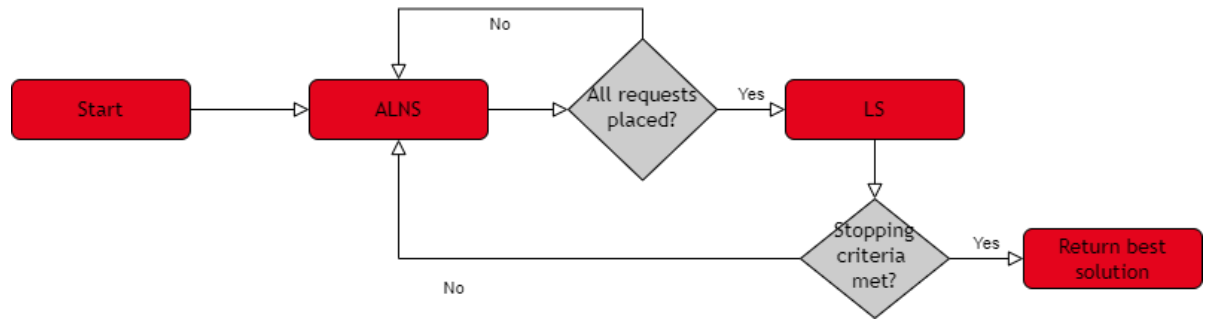 No
Start
ALNS
All requests
placed?
Yes
LS
Stopping
criteria
met?
Yes
Return best
solution
No